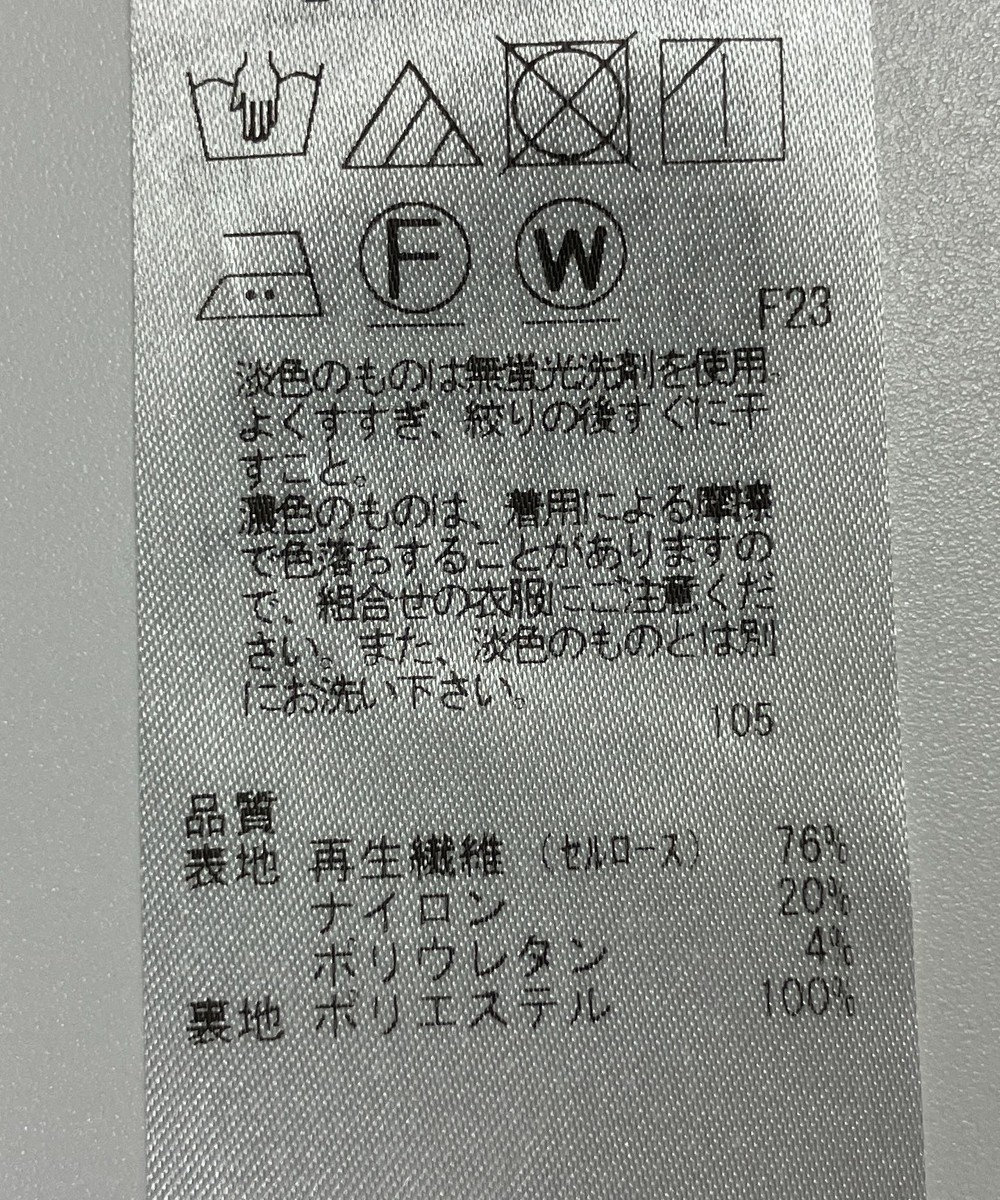 F
W
F23
淡色のものは無蛍光洗剤を使用
よくすすぎ、絞りの後すぐに干
すこと。
濃色のものは、着用による摩擦
で色落ちすることがありますの
で、組合せの衣服にご注意くだ
さい。また、淡色のものとは別
にお洗い下さい。
105
品質
表地 再生繊維(セルロース) 76%
ナイロン 20%
ポリウレタン 4%
裏地 ポリエステル 100%